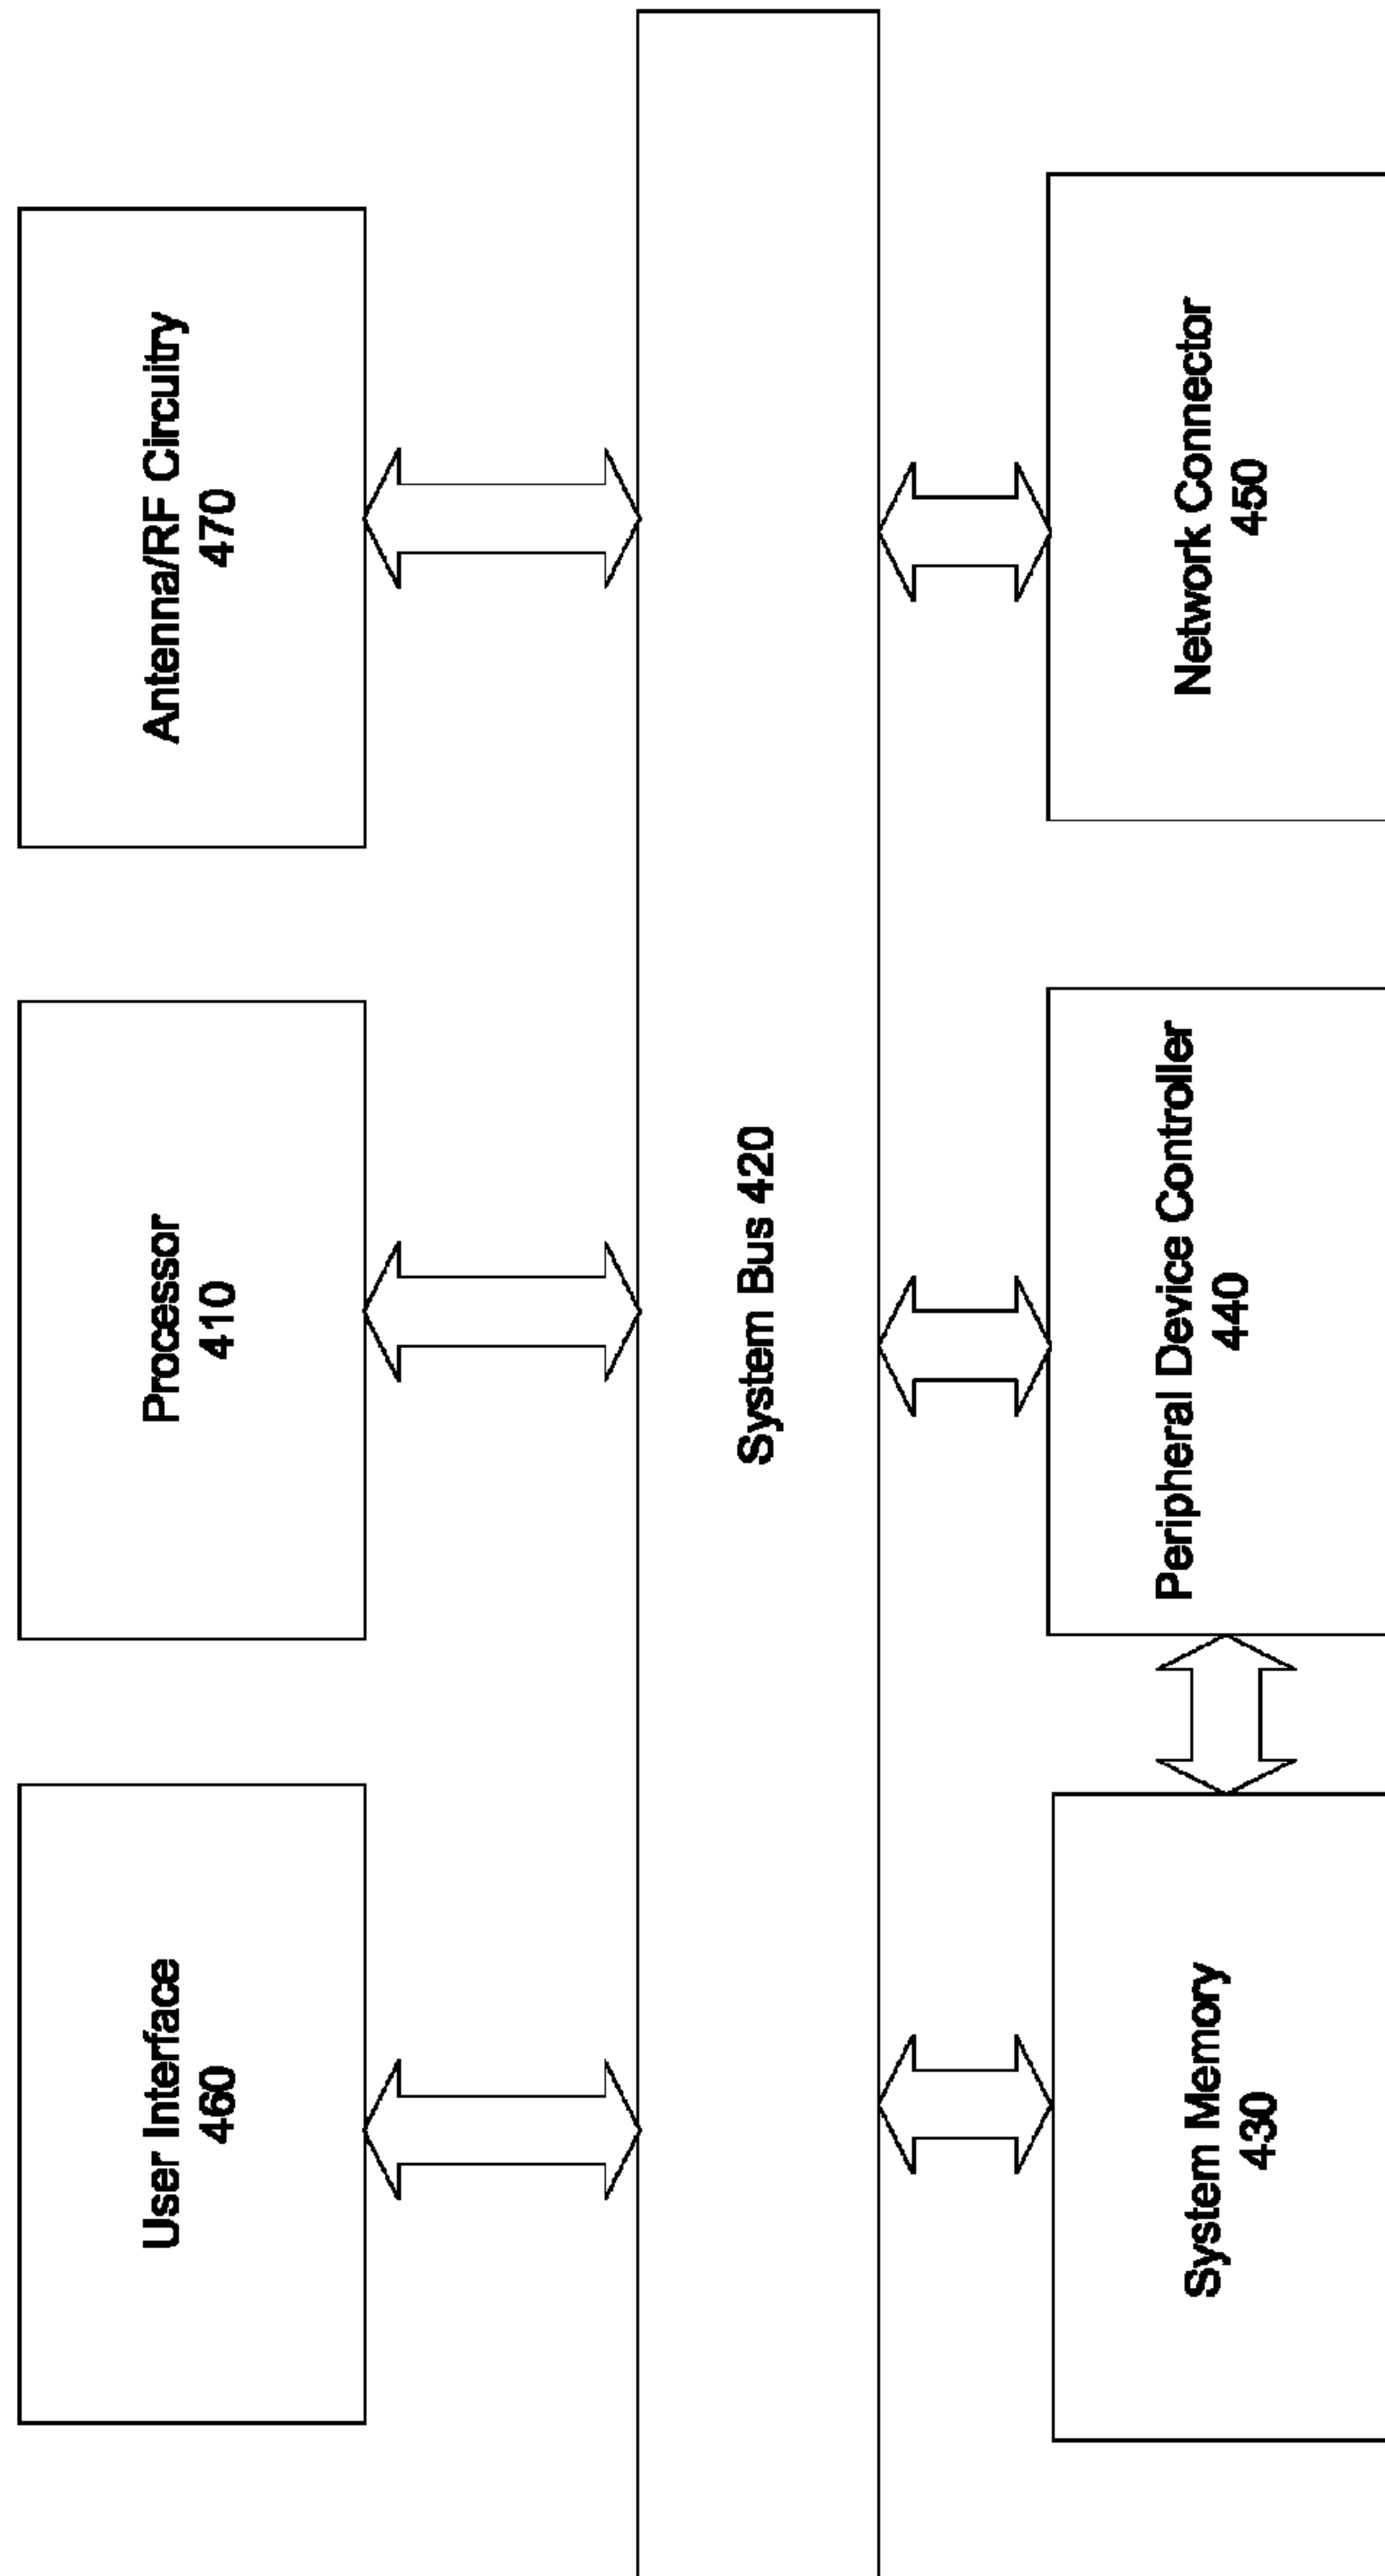 User Interface
460
Processor
410
Antenna/RF Circuitry
470
System Bus 420
System Memory
430
Peripheral Device Controller
440
Network Connector
450